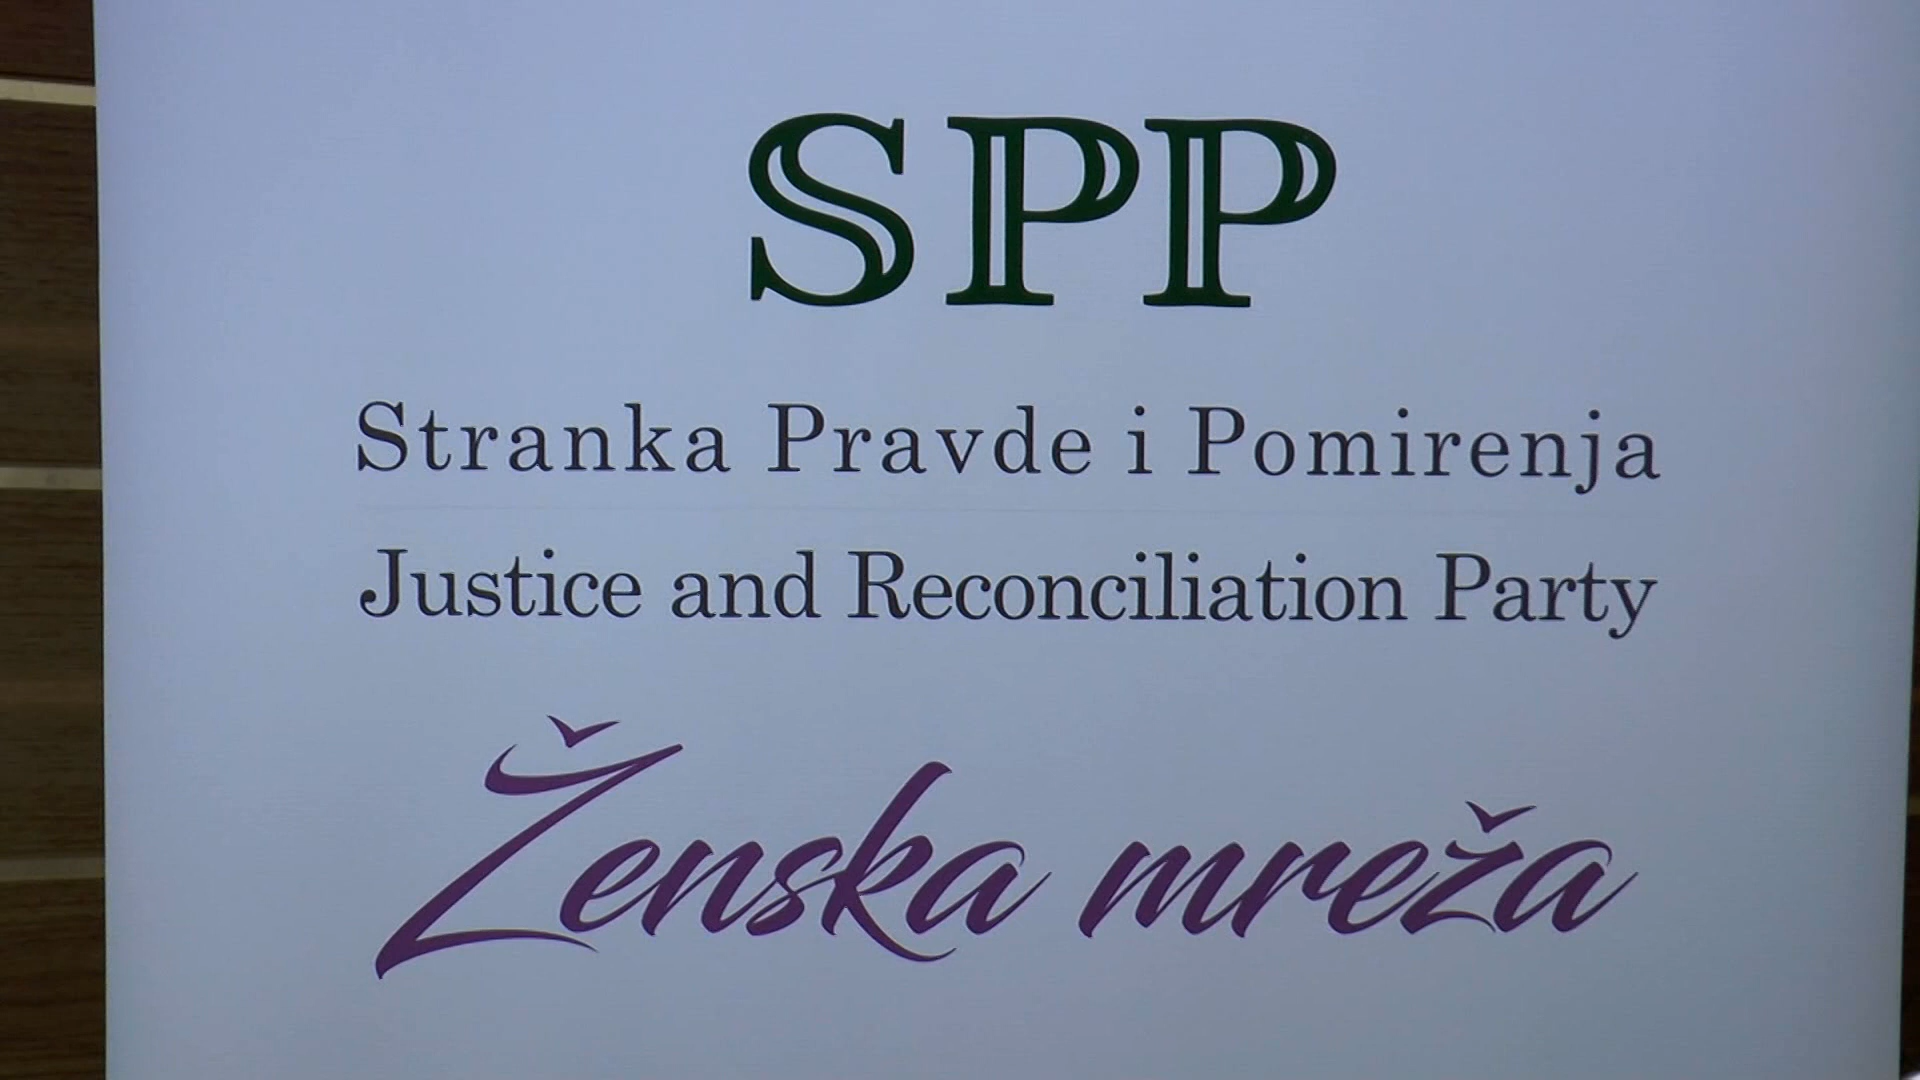 SPP
Stranka Pravde i Pomirenja
Justice and Reconciliation Party
Ženska mreža